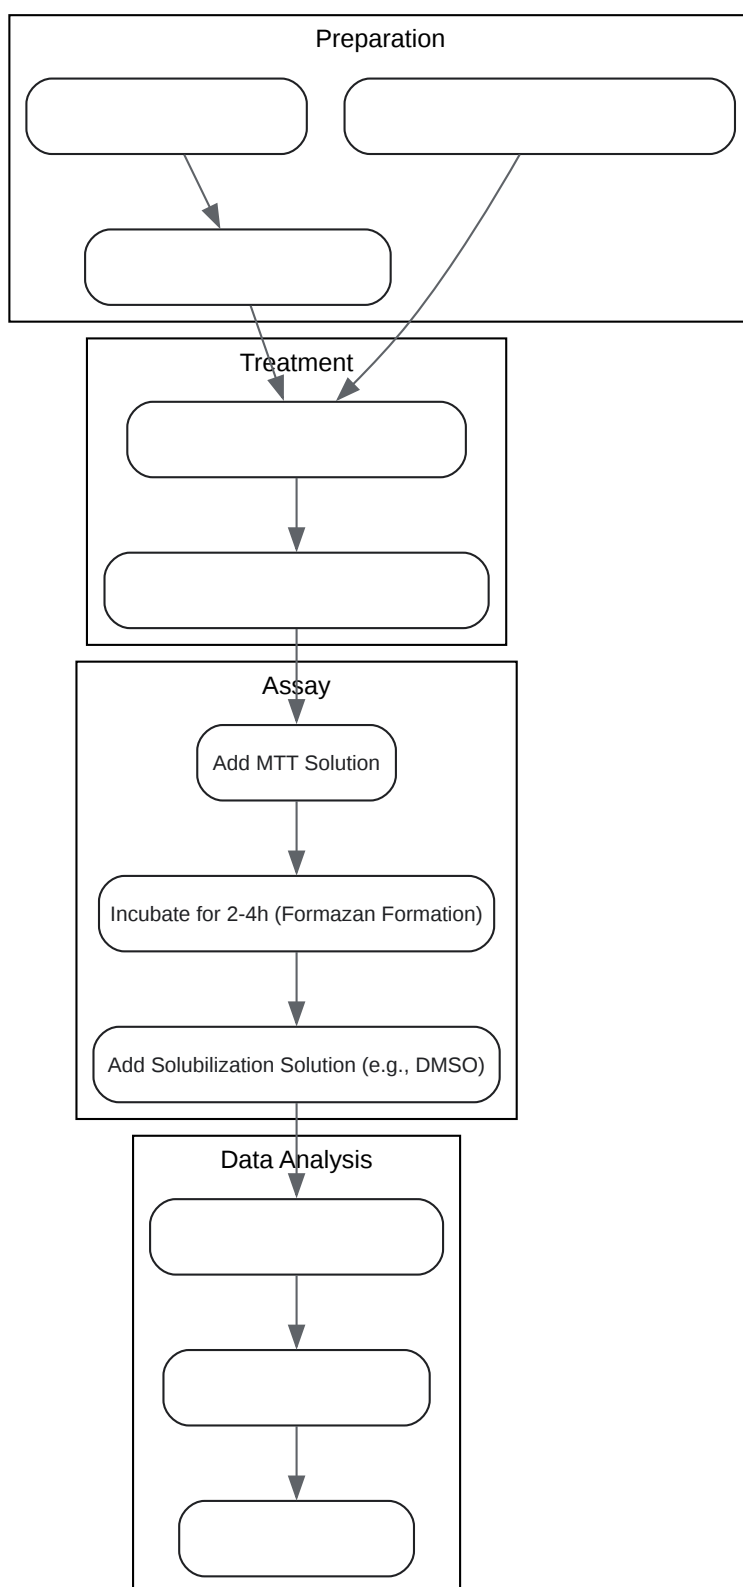 Preparation
Treatment
Assay
Add MTT Solution
Incubate for 2-4h (Formazan Formation)
Add Solubilization Solution (e.g., DMSO)
Data Analysis